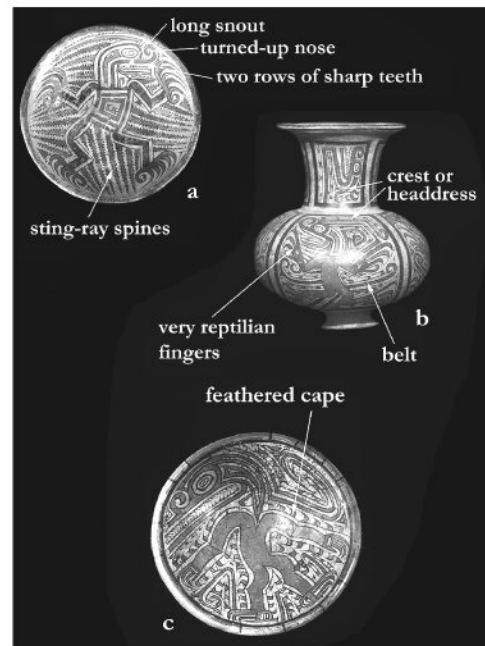 long snout
turned-up nose
two rows of sharp teeth
a
sting-ray spines
crest or
headdress
very reptilian
fingers
b
belt
feathered cape
c